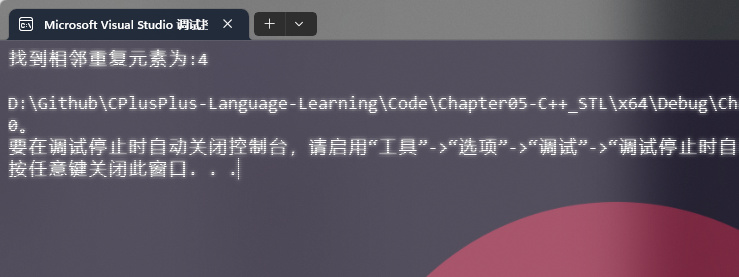 Microsoft Visual Studio 调试
找到相邻重复元素为:4
D:\Github\CPlusPlus-Language-Learning\Code\Chapter05-C++_STL\x64\Debug\Ch
0。
要在调试停止时自动关闭控制台，请启用“工具”->“选项”->“调试”->“调试停止时自
按任意键关闭此窗口. . .